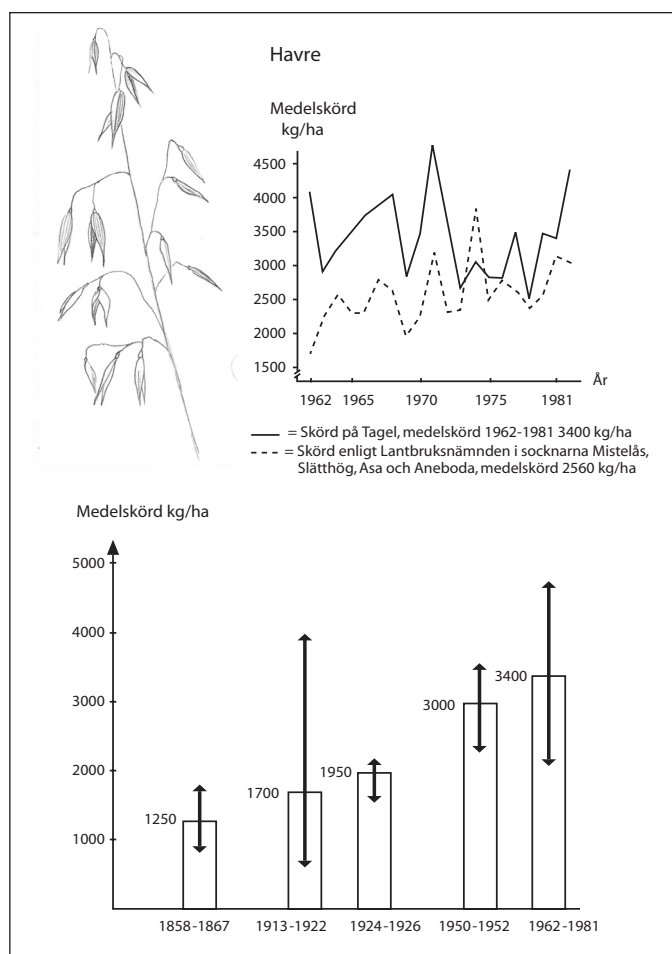 Havre
Medelskörd
kg/ha
4500
4000
3500
3000
2500
2000
1500
År
1962 1965 1970 1975 1981
= Skörd på Tagel, medelskörd 1962-1981 3400 kg/ha
= Skörd enligt Lantbruksnämnden i socknarna Mistelås,
Slätthög, Asa och Aneboda, medelskörd 2560 kg/ha
Medelskörd kg/ha
5000
4000
3000
2000
1000
1250
1700
1950
3000
3400
1858-1867 1913-1922 1924-1926 1950-1952 1962-1981